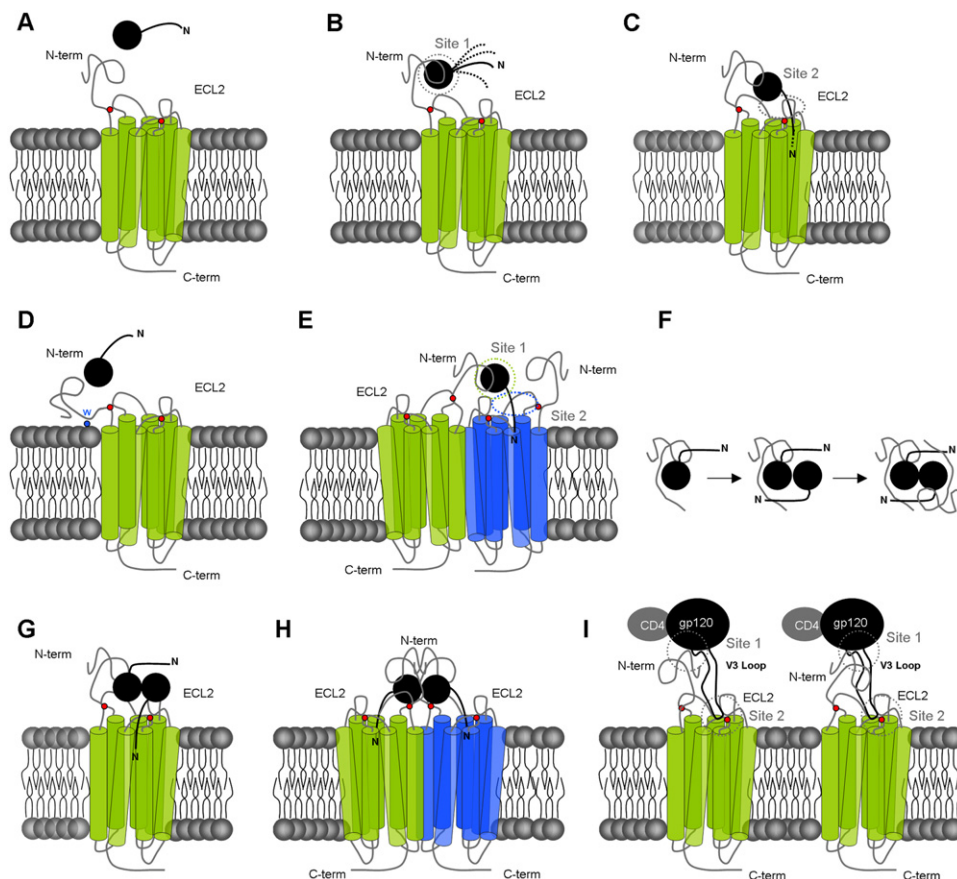 A
N
N-term
C-term
B
Site 1
N
N-term
ECL2
C
N-term
Site 2
ECL2
N
C-term
D
N
N-term
W
ECL2
C-term
E
Site 1
N-term
N-term
ECL2
Site 2
N
C-term
F
N
N
N
N
N
G
N-term
N
ECL2
N
C-term
H
N-term
ECL2
N
N
C-term
C-term
I
CD4
gp120
Site 1
N-term
V3 Loop
ECL2
Site 2
C-term
CD4
gp120
Site 1
N-term
V3 Loop
ECL2
Site 2
C-term